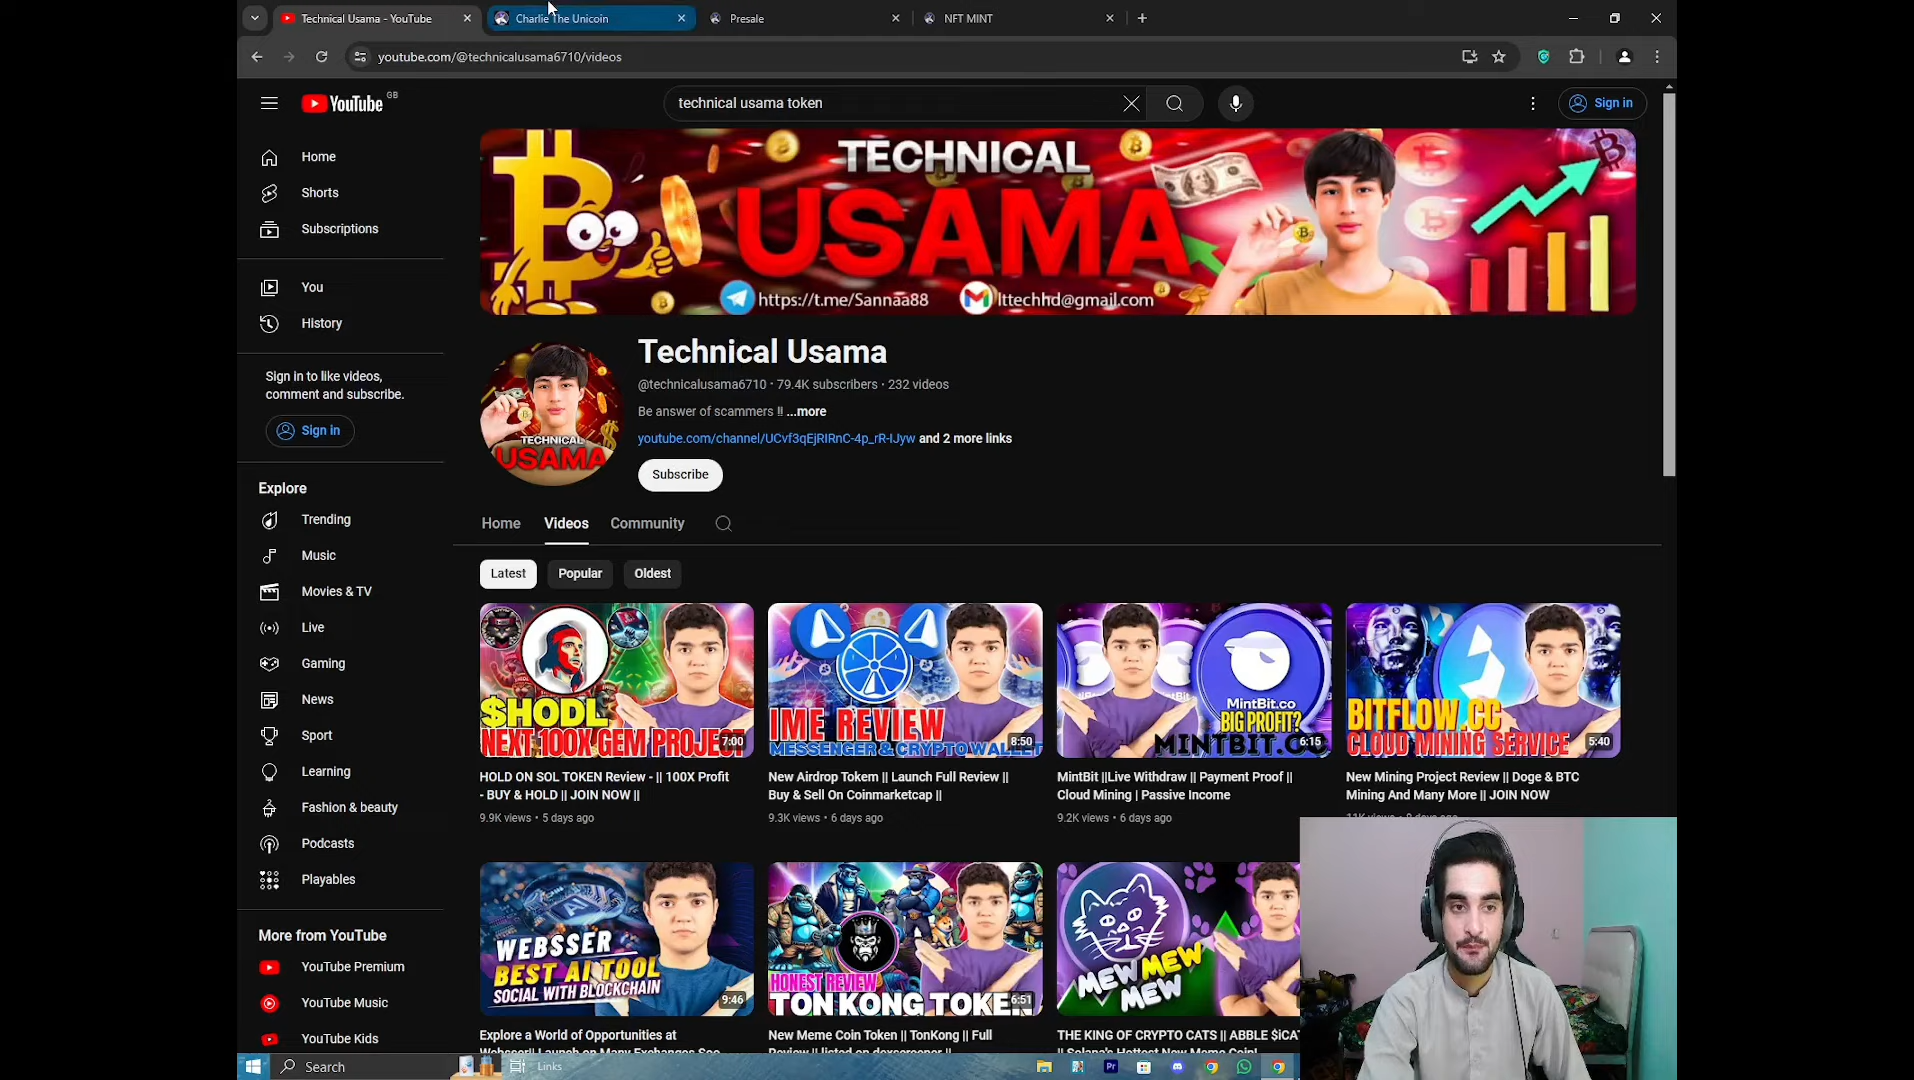 Technical Usama - YouTube
Charlie The Unicoin
Presale
NFT MINT
youtube.com/@technicalusama6710/videos
YouTube GB
technical usama token
Sign in
Home
Shorts
Subscriptions
You
History
Sign in to like videos,
comment and subscribe.
Sign in
Explore
Trending
Music
Movies & TV
Live
Gaming
News
Sport
Learning
Fashion & beauty
Podcasts
Playables
More from YouTube
YouTube Premium
YouTube Music
YouTube Kids
TECHNICAL
USAMA
https://t.me/Sannaa88
lttechhd@gmail.com
TECHNICAL
USAMA
Technical Usama
@technicalusama6710 • 79.4K subscribers • 232 videos
Be answer of scammers !! ...more
youtube.com/channel/UCvf3qEjRIRnC-4p_rR-IJyw and 2 more links
Subscribe
Home
Videos
Community
Latest
Popular
Oldest
$HODL
NEXT 100X GEM PROJECT
7:00
HOLD ON SOL TOKEN Review - || 100X Profit
- BUY & HOLD || JOIN NOW ||
9.9K views • 5 days ago
IME REVIEW
MESSENGER & CRYPTO WALLET
8:50
New Airdrop Tokem || Launch Full Review ||
Buy & Sell On Coinmarketcap ||
9.3K views • 6 days ago
MintBit.co
BIG PROFIT?
6:15
MintBit ||Live Withdraw || Payment Proof ||
Cloud Mining | Passive Income
9.2K views • 6 days ago
BITFLOW.CC
CLOUD MINING SERVICE
5:40
New Mining Project Review || Doge & BTC
Mining And Many More || JOIN NOW
AI
WEBSSER
BEST AI TOOL
SOCIAL WITH BLOCKCHAIN
9:46
Explore a World of Opportunities at
HONEST REVIEW
TON KONG TOKEN
6:51
New Meme Coin Token || TonKong || Full
MEW MEW
MEW
THE KING OF CRYPTO CATS || ABBLE $iCAT
Search
Links